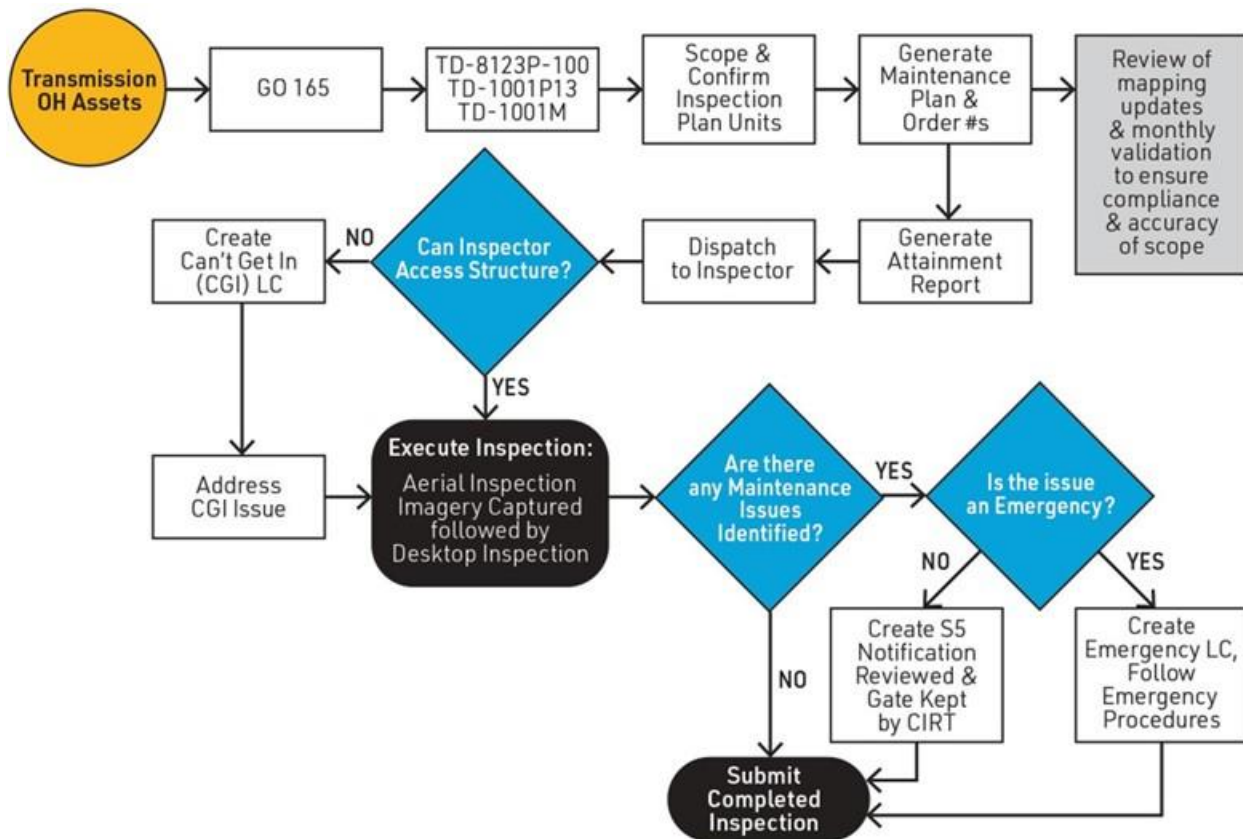 Transmission
OH Assets
GO 165
TD-8123P-100
TD-1001P13
TD-1001M
Scope &
Confirm
Inspection
Plan Units
Generate
Maintenance
Plan &
Order #s
Review of
mapping
updates
& monthly
validation
to ensure
compliance
& accuracy
of scope
Create
Can't Get In
(CGI) LC
NO
Can Inspector
Access Structure?
Dispatch
to Inspector
Generate
Attainment
Report
YES
Address
CGI Issue
Execute Inspection:
Aerial Inspection
Imagery Captured
followed by
Desktop Inspection
Are there
any Maintenance
Issues
Identified?
YES
Is the issue
an Emergency?
NO
YES
NO
Create S5
Notification
Reviewed &
Gate Kept
by CIRT
Create
Emergency LC,
Follow
Emergency
Procedures
Submit
Completed
Inspection